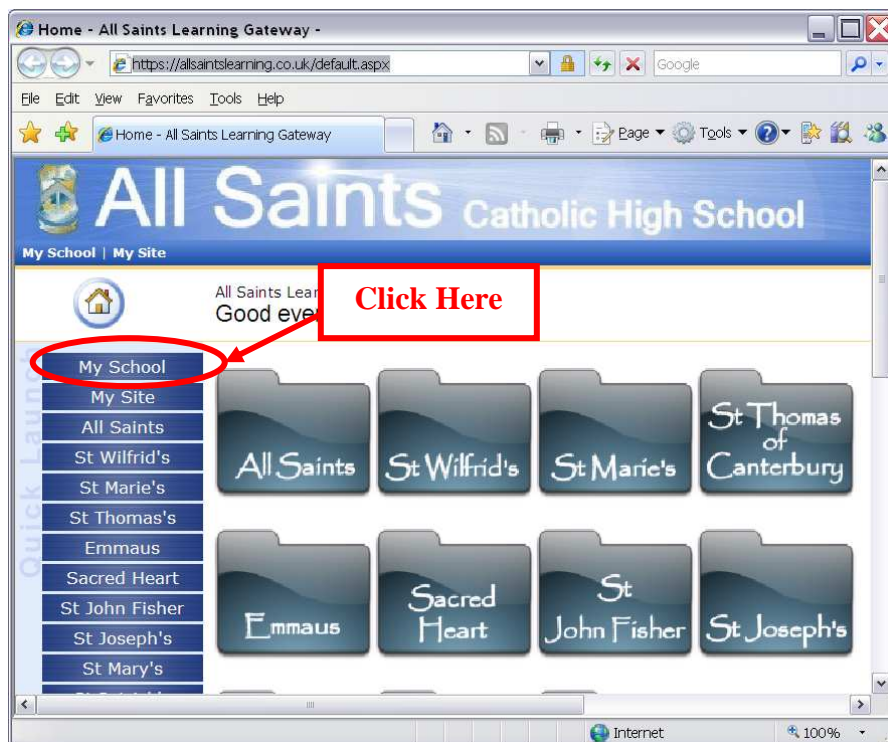 Home - All Saints Learning Gateway -
https://allsaintslearning.co.uk/default.aspx
Google
File Edit View Favorites Tools Help
Home - All Saints Learning Gateway
Page Tools
All Saints Catholic High School
My School | My Site
All Saints Lear
Good eve
Click Here
Quick Launch
My School
My Site
All Saints
St Wilfrid's
St Marie's
St Thomas's
Emmaus
Sacred Heart
St John Fisher
St Joseph's
St Mary's
All Saints
St Wilfrid's
St Marie's
St Thomas
of
Canterbury
Emmaus
Sacred
Heart
St
John Fisher
St Joseph's
Internet
100%